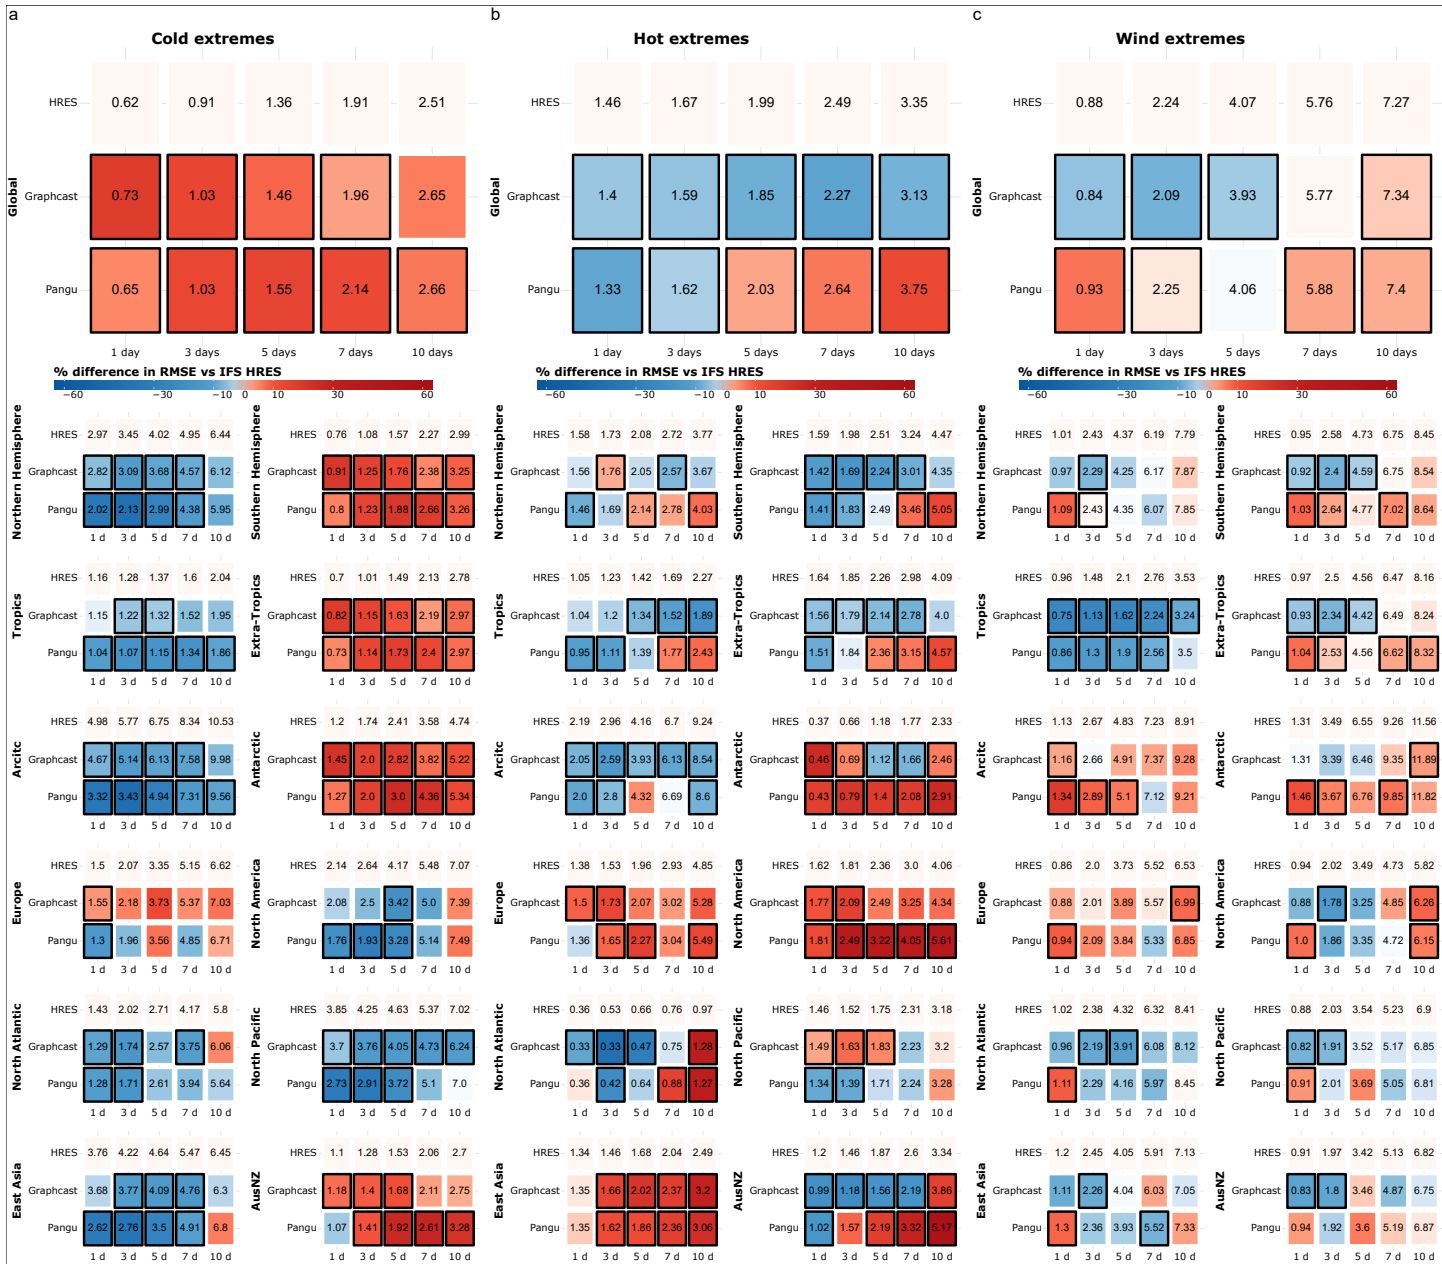 a b c
Cold extremes Hot extremes Wind extremes
Global Global Global
HRES 0.62 0.91 1.36 1.91 2.51 HRES 1.46 1.67 1.99 2.49 3.35 HRES 0.88 2.24 4.07 5.76 7.27
Graphcast 0.73 1.03 1.46 1.96 2.65 Graphcast 1.4 1.59 1.85 2.27 3.13 Graphcast 0.84 2.09 3.93 5.77 7.34
Pangu 0.65 1.03 1.55 2.14 2.66 Pangu 1.33 1.62 2.03 2.64 3.75 Pangu 0.93 2.25 4.06 5.88 7.4
1 day 3 days 5 days 7 days 10 days 1 day 3 days 5 days 7 days 10 days 1 day 3 days 5 days 7 days 10 days
% difference in RMSE vs IFS HRES % difference in RMSE vs IFS HRES % difference in RMSE vs IFS HRES
−60 −30 −10 0 10 30 60 −60 −30 −10 0 10 30 60 −60 −30 −10 0 10 30 60
Northern Hemisphere Southern Hemisphere Northern Hemisphere Southern Hemisphere Northern Hemisphere Southern Hemisphere
HRES 2.97 3.45 4.02 4.95 6.44 HRES 0.76 1.08 1.57 2.27 2.99 HRES 1.58 1.73 2.08 2.72 3.77 HRES 1.59 1.98 2.51 3.24 4.47 HRES 1.01 2.43 4.37 6.19 7.79 HRES 0.95 2.58 4.73 6.75 8.45
Graphcast 2.82 3.09 3.68 4.57 6.12 Graphcast 0.91 1.25 1.76 2.38 3.25 Graphcast 1.56 1.76 2.05 2.57 3.67 Graphcast 1.42 1.69 2.24 3.01 4.35 Graphcast 0.97 2.29 4.25 6.17 7.87 Graphcast 0.92 2.4 4.59 6.75 8.54
Pangu 2.02 2.13 2.99 4.38 5.95 Pangu 0.8 1.23 1.88 2.66 3.26 Pangu 1.46 1.69 2.14 2.78 4.03 Pangu 1.41 1.83 2.49 3.46 5.05 Pangu 1.09 2.43 4.35 6.07 7.85 Pangu 1.03 2.64 4.77 7.02 8.64
1 d 3 d 5 d 7 d 10 d 1 d 3 d 5 d 7 d 10 d 1 d 3 d 5 d 7 d 10 d 1 d 3 d 5 d 7 d 10 d 1 d 3 d 5 d 7 d 10 d 1 d 3 d 5 d 7 d 10 d
Tropics Extra-Tropics Tropics Extra-Tropics Tropics Extra-Tropics
HRES 1.16 1.28 1.37 1.6 2.04 HRES 0.7 1.01 1.49 2.13 2.78 HRES 1.05 1.23 1.42 1.69 2.27 HRES 1.64 1.85 2.26 2.98 4.09 HRES 0.96 1.48 2.1 2.76 3.53 HRES 0.97 2.5 4.56 6.47 8.16
Graphcast 1.15 1.22 1.32 1.52 1.95 Graphcast 0.82 1.15 1.63 2.19 2.97 Graphcast 1.04 1.2 1.34 1.52 1.89 Graphcast 1.56 1.79 2.14 2.78 4.0 Graphcast 0.75 1.13 1.62 2.24 3.24 Graphcast 0.93 2.34 4.42 6.49 8.24
Pangu 1.04 1.07 1.15 1.34 1.86 Pangu 0.73 1.14 1.73 2.4 2.97 Pangu 0.95 1.11 1.39 1.77 2.43 Pangu 1.51 1.84 2.36 3.15 4.57 Pangu 0.86 1.3 1.9 2.56 3.5 Pangu 1.04 2.53 4.56 6.62 8.32
1 d 3 d 5 d 7 d 10 d 1 d 3 d 5 d 7 d 10 d 1 d 3 d 5 d 7 d 10 d 1 d 3 d 5 d 7 d 10 d 1 d 3 d 5 d 7 d 10 d 1 d 3 d 5 d 7 d 10 d
Arcitc Antarctic Arcitc Antarctic Arcitc Antarctic
HRES 4.98 5.77 6.75 8.34 10.53 HRES 1.2 1.74 2.41 3.58 4.74 HRES 2.19 2.96 4.16 6.7 9.24 HRES 0.37 0.66 1.18 1.77 2.33 HRES 1.13 2.67 4.83 7.23 8.91 HRES 1.31 3.49 6.55 9.26 11.56
Graphcast 4.67 5.14 6.13 7.58 9.98 Graphcast 1.45 2.0 2.82 3.82 5.22 Graphcast 2.05 2.59 3.93 6.13 8.54 Graphcast 0.46 0.69 1.12 1.66 2.46 Graphcast 1.16 2.66 4.91 7.37 9.28 Graphcast 1.31 3.39 6.46 9.35 11.89
Pangu 3.32 3.43 4.94 7.31 9.56 Pangu 1.27 2.0 3.0 4.36 5.34 Pangu 2.0 2.8 4.32 6.69 8.6 Pangu 0.43 0.79 1.4 2.08 2.91 Pangu 1.34 2.89 5.1 7.12 9.21 Pangu 1.46 3.67 6.76 9.85 11.82
1 d 3 d 5 d 7 d 10 d 1 d 3 d 5 d 7 d 10 d 1 d 3 d 5 d 7 d 10 d 1 d 3 d 5 d 7 d 10 d 1 d 3 d 5 d 7 d 10 d 1 d 3 d 5 d 7 d 10 d
Europe North America Europe North America Europe North America
HRES 1.5 2.07 3.35 5.15 6.62 HRES 2.14 2.64 4.17 5.48 7.07 HRES 1.38 1.53 1.96 2.93 4.85 HRES 1.62 1.81 2.36 3.0 4.06 HRES 0.86 2.0 3.73 5.52 6.53 HRES 0.94 2.02 3.49 4.73 5.82
Graphcast 1.55 2.18 3.73 5.37 7.03 Graphcast 2.08 2.5 3.42 5.0 7.39 Graphcast 1.5 1.73 2.07 3.02 5.28 Graphcast 1.77 2.09 2.49 3.25 4.34 Graphcast 0.88 2.01 3.89 5.57 6.99 Graphcast 0.88 1.78 3.25 4.85 6.26
Pangu 1.3 1.96 3.56 4.85 6.71 Pangu 1.76 1.93 3.28 5.14 7.49 Pangu 1.36 1.65 2.27 3.04 5.49 Pangu 1.81 2.49 3.22 4.05 5.61 Pangu 0.94 2.09 3.84 5.33 6.85 Pangu 1.0 1.86 3.35 4.72 6.15
1 d 3 d 5 d 7 d 10 d 1 d 3 d 5 d 7 d 10 d 1 d 3 d 5 d 7 d 10 d 1 d 3 d 5 d 7 d 10 d 1 d 3 d 5 d 7 d 10 d 1 d 3 d 5 d 7 d 10 d
North Atlantic North Pacific North Atlantic North Pacific North Atlantic North Pacific
HRES 1.43 2.02 2.71 4.17 5.8 HRES 3.85 4.25 4.63 5.37 7.02 HRES 0.36 0.53 0.66 0.76 0.97 HRES 1.46 1.52 1.75 2.31 3.18 HRES 1.02 2.38 4.32 6.32 8.41 HRES 0.88 2.03 3.54 5.23 6.9
Graphcast 1.29 1.74 2.57 3.75 6.06 Graphcast 3.7 3.76 4.05 4.73 6.24 Graphcast 0.33 0.33 0.47 0.75 1.28 Graphcast 1.49 1.63 1.83 2.23 3.2 Graphcast 0.96 2.19 3.91 6.08 8.12 Graphcast 0.82 1.91 3.52 5.17 6.85
Pangu 1.28 1.71 2.61 3.94 5.64 Pangu 2.73 2.91 3.72 5.1 7.0 Pangu 0.36 0.42 0.64 0.88 1.27 Pangu 1.34 1.39 1.71 2.24 3.28 Pangu 1.11 2.29 4.16 5.97 8.45 Pangu 0.91 2.01 3.69 5.05 6.81
1 d 3 d 5 d 7 d 10 d 1 d 3 d 5 d 7 d 10 d 1 d 3 d 5 d 7 d 10 d 1 d 3 d 5 d 7 d 10 d 1 d 3 d 5 d 7 d 10 d 1 d 3 d 5 d 7 d 10 d
East Asia AusNZ East Asia AusNZ East Asia AusNZ
HRES 3.76 4.22 4.64 5.47 6.45 HRES 1.1 1.28 1.53 2.06 2.7 HRES 1.34 1.46 1.68 2.04 2.49 HRES 1.2 1.46 1.87 2.6 3.34 HRES 1.2 2.45 4.05 5.91 7.13 HRES 0.91 1.97 3.42 5.13 6.82
Graphcast 3.68 3.77 4.09 4.76 6.3 Graphcast 1.18 1.4 1.68 2.11 2.75 Graphcast 1.35 1.66 2.02 2.37 3.2 Graphcast 0.99 1.18 1.56 2.19 3.86 Graphcast 1.11 2.26 4.04 6.03 7.05 Graphcast 0.83 1.8 3.46 4.87 6.75
Pangu 2.62 2.76 3.5 4.91 6.8 Pangu 1.07 1.41 1.92 2.61 3.28 Pangu 1.35 1.62 1.86 2.36 3.06 Pangu 1.02 1.57 2.19 3.32 5.17 Pangu 1.3 2.36 3.93 5.52 7.33 Pangu 0.94 1.92 3.6 5.19 6.87
1 d 3 d 5 d 7 d 10 d 1 d 3 d 5 d 7 d 10 d 1 d 3 d 5 d 7 d 10 d 1 d 3 d 5 d 7 d 10 d 1 d 3 d 5 d 7 d 10 d 1 d 3 d 5 d 7 d 10 d